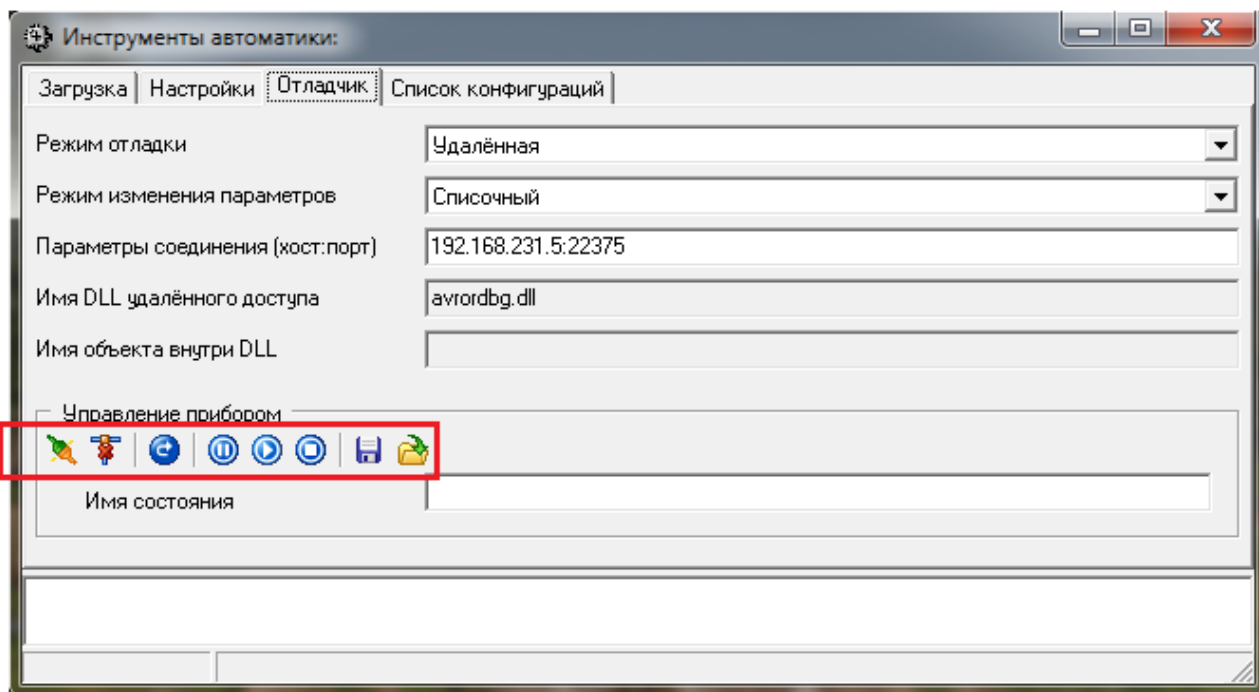 Инструменты автоматики:
Загрузка Настройки Отладчик Список конфигураций
Режим отладки Удалённая
Режим изменения параметров Списочный
Параметры соединения (хост:порт) 192.168.231.5:22375
Имя DLL удалённого доступа avrordbg.dll
Имя объекта внутри DLL
Управление прибором
Имя состояния